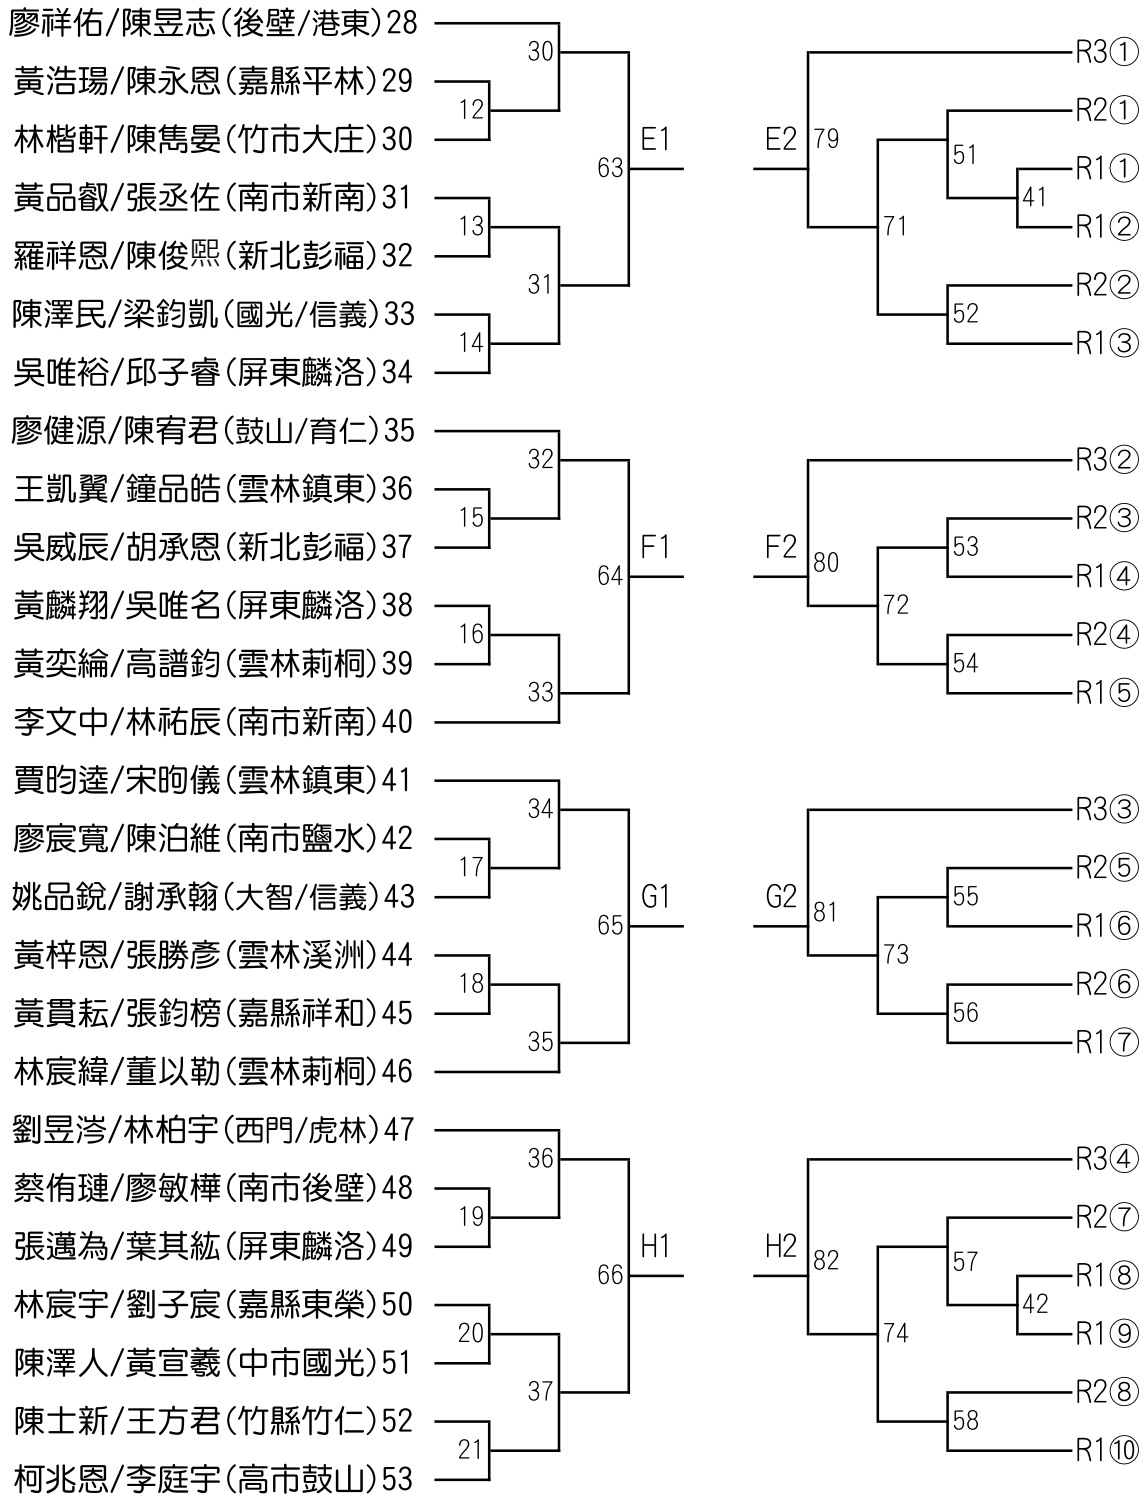 廖祥佑/陳昱志(後壁/港東)28
30
R3①
黃浩瑒/陳永恩(嘉縣平林)29
12
R2①
林楷軒/陳雋晏(竹市大庄)30
63
E1
E2
79
51
R1①
黃品叡/張丞佐(南市新南)31
13
71
41
R1②
羅祥恩/陳俊熙(新北彭福)32
31
R2②
陳澤民/梁鈞凱(國光/信義)33
14
52
R1③
吳唯裕/邱子睿(屏東麟洛)34
廖健源/陳宥君(鼓山/育仁)35
32
R3②
王凱翼/鐘品皓(雲林鎮東)36
15
R2③
吳威辰/胡承恩(新北彭福)37
64
F1
F2
80
53
R1④
黃麟翔/吳唯名(屏東麟洛)38
16
72
R2④
黃奕綸/高譜鈞(雲林莿桐)39
33
54
R1⑤
李文中/林祐辰(南市新南)40
賈昀逵/宋昫儀(雲林鎮東)41
34
R3③
廖宸寬/陳泊維(南市鹽水)42
17
R2⑤
姚品銳/謝承翰(大智/信義)43
65
G1
G2
81
55
R1⑥
黃梓恩/張勝彥(雲林溪洲)44
18
73
R2⑥
黃貫耘/張鈞榜(嘉縣祥和)45
35
56
R1⑦
林宸緯/董以勒(雲林莿桐)46
劉昱涔/林柏宇(西門/虎林)47
36
R3④
蔡侑璉/廖敏樺(南市後壁)48
19
R2⑦
張邁為/葉其紘(屏東麟洛)49
66
H1
H2
82
57
R1⑧
林宸宇/劉子宸(嘉縣東榮)50
20
74
42
R1⑨
陳澤人/黃宣羲(中市國光)51
37
R2⑧
陳士新/王方君(竹縣竹仁)52
21
58
R1⑩
柯兆恩/李庭宇(高市鼓山)53